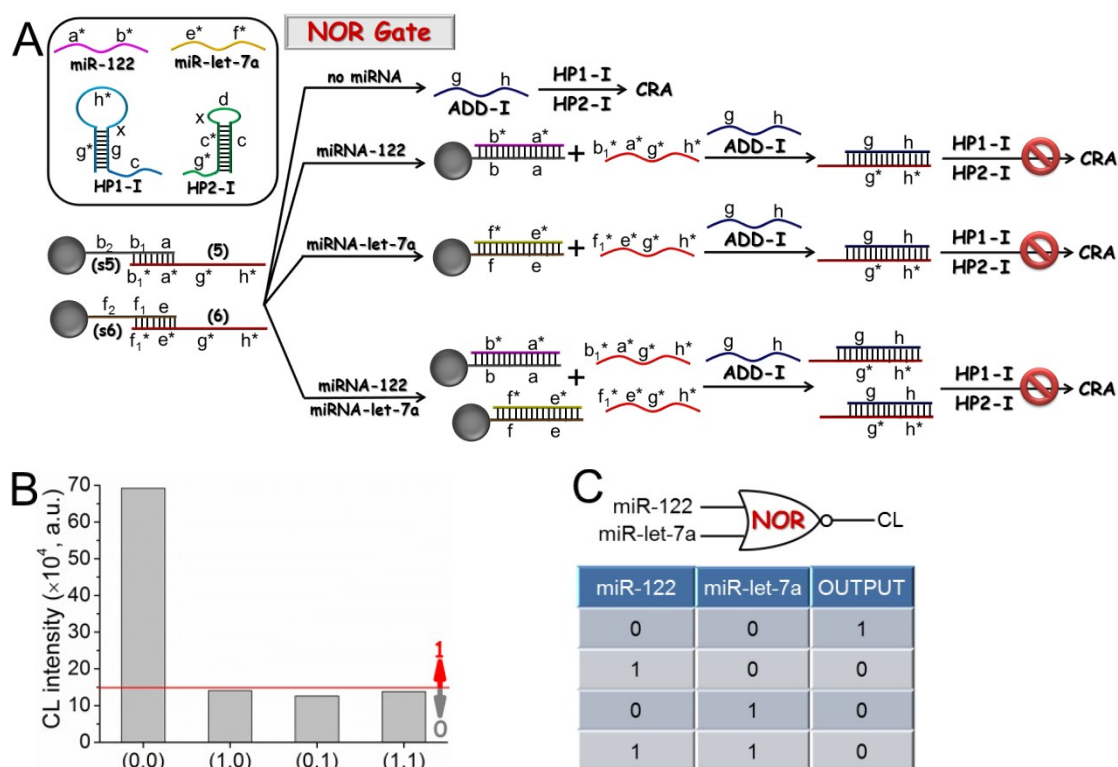 A
NOR Gate
a* b*
miR-122
e* f*
miR-let-7a
h*
x
g* g
c
HP1-I
d
x
c* c
g*
HP2-I
b2 b1 a
(s5) (5)
b1* a* g* h*
f2 f1 e
(s6) (6)
f1* e* g* h*
no miRNA
g h
ADD-I
HP1-I
HP2-I
CRA
miRNA-122
b* a*
b a
+
b1* a* g* h*
g h
ADD-I
g h
g* h*
HP1-I
HP2-I
CRA
miRNA-let-7a
f* e*
f e
+
f1* e* g* h*
g h
ADD-I
g h
g* h*
HP1-I
HP2-I
CRA
miRNA-122
miRNA-let-7a
b* a*
b a
f* e*
f e
+
b1* a* g* h*
f1* e* g* h*
g h
ADD-I
g h
g* h*
g h
g* h*
HP1-I
HP2-I
CRA
B
CL intensity (×10⁴, a.u.)
70
60
50
40
30
20
10
0
1
0
(0,0) (1,0) (0,1) (1,1)
C
miR-122
miR-let-7a
NOR
CL
miR-122 miR-let-7a OUTPUT
0 0 1
1 0 0
0 1 0
1 1 0